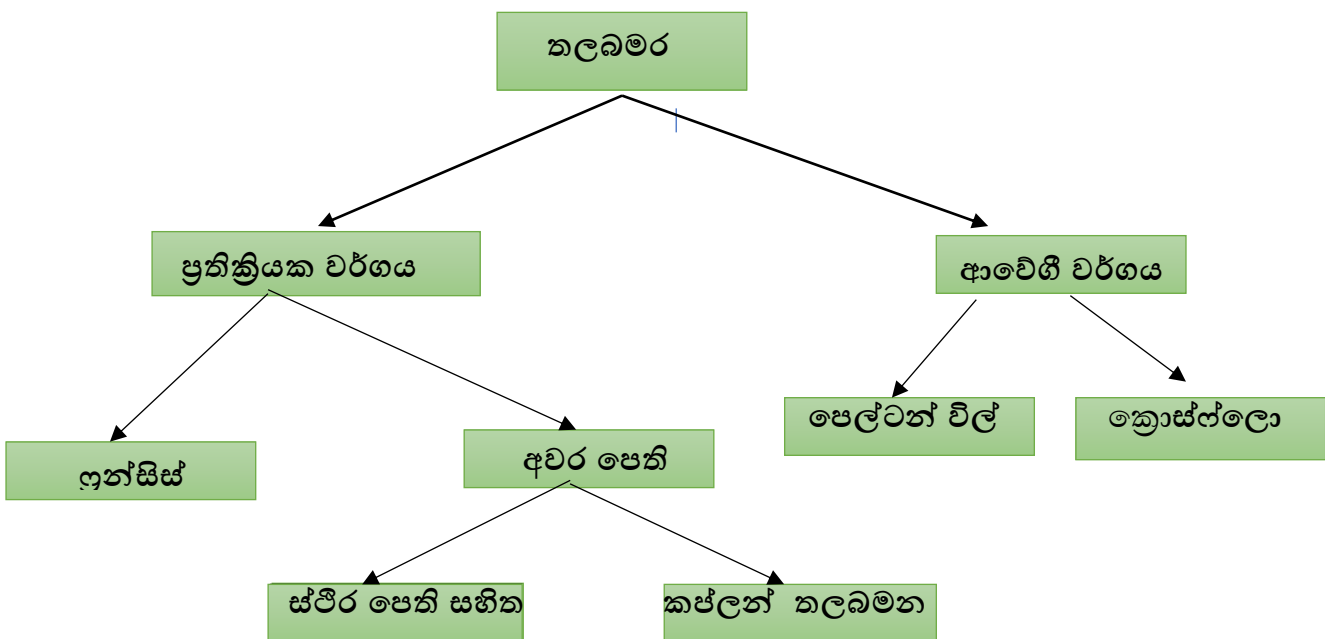 තලබමර
ප්‍රතික්‍රියක වර්ගය
ආවේගී වර්ගය
පෙල්ටන් විල්
ක්‍රොස්ෆ්ලො
ෆ්‍රන්සිස්
අවර පෙති
ස්ථිර පෙති සහිත
කප්ලන් තලබමන